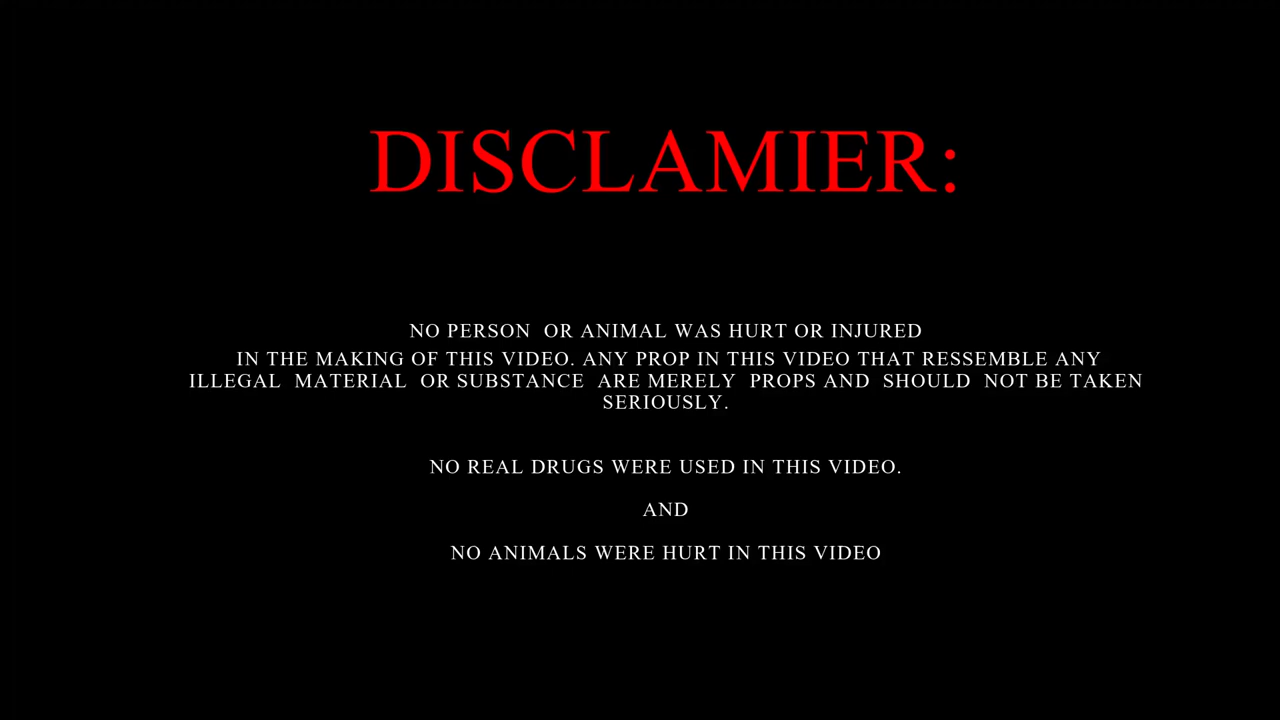 DISCLAMIER:
NO PERSON OR ANIMAL WAS HURT OR INJURED
IN THE MAKING OF THIS VIDEO. ANY PROP IN THIS VIDEO THAT RESSEMBLE ANY
ILLEGAL MATERIAL OR SUBSTANCE ARE MERELY PROPS AND SHOULD NOT BE TAKEN
SERIOUSLY.
NO REAL DRUGS WERE USED IN THIS VIDEO.
AND
NO ANIMALS WERE HURT IN THIS VIDEO